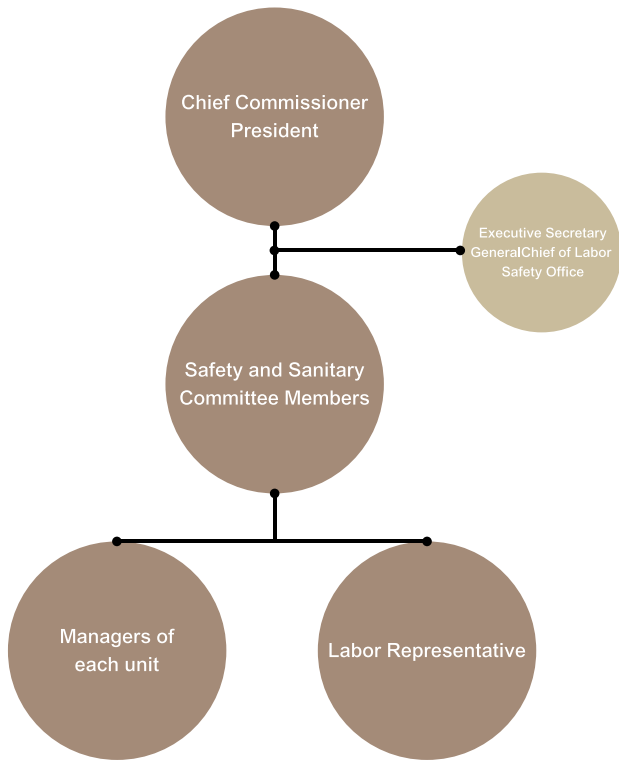 Chief Commissioner
President
Executive Secretary
GeneralChief of Labor
Safety Office
Safety and Sanitary
Committee Members
Managers of
each unit
Labor Representative